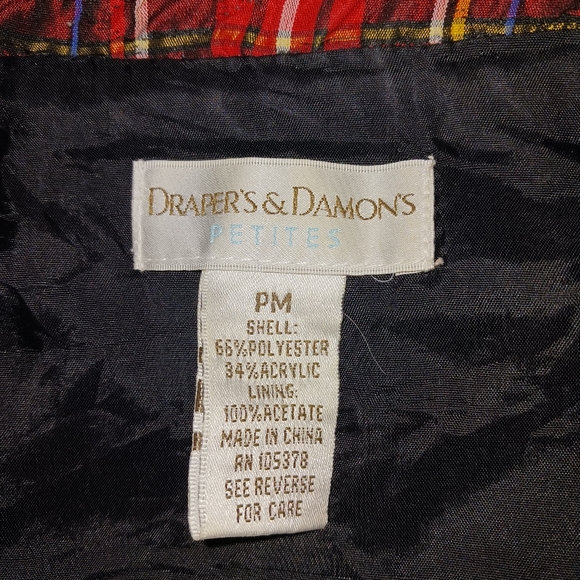 DRAPER'S & DAMON'S
PETITES
PM
SHELL:
66%POLYESTER
34%ACRYLIC
LINING:
100%ACETATE
MADE IN CHINA
RN 105378
SEE REVERSE
FOR CARE